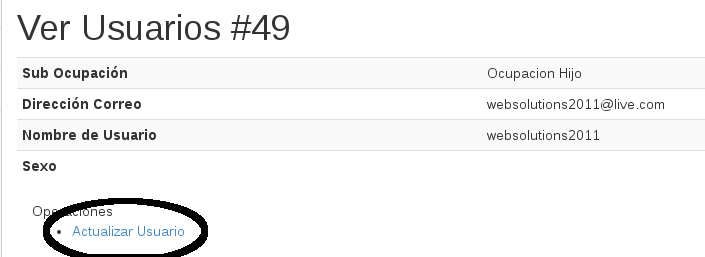 Ver Usuarios #49
Sub Ocupación Ocupacion Hijo
Dirección Correo websolutions2011@live.com
Nombre de Usuario websolutions2011
Sexo
Operaciones
Actualizar Usuario